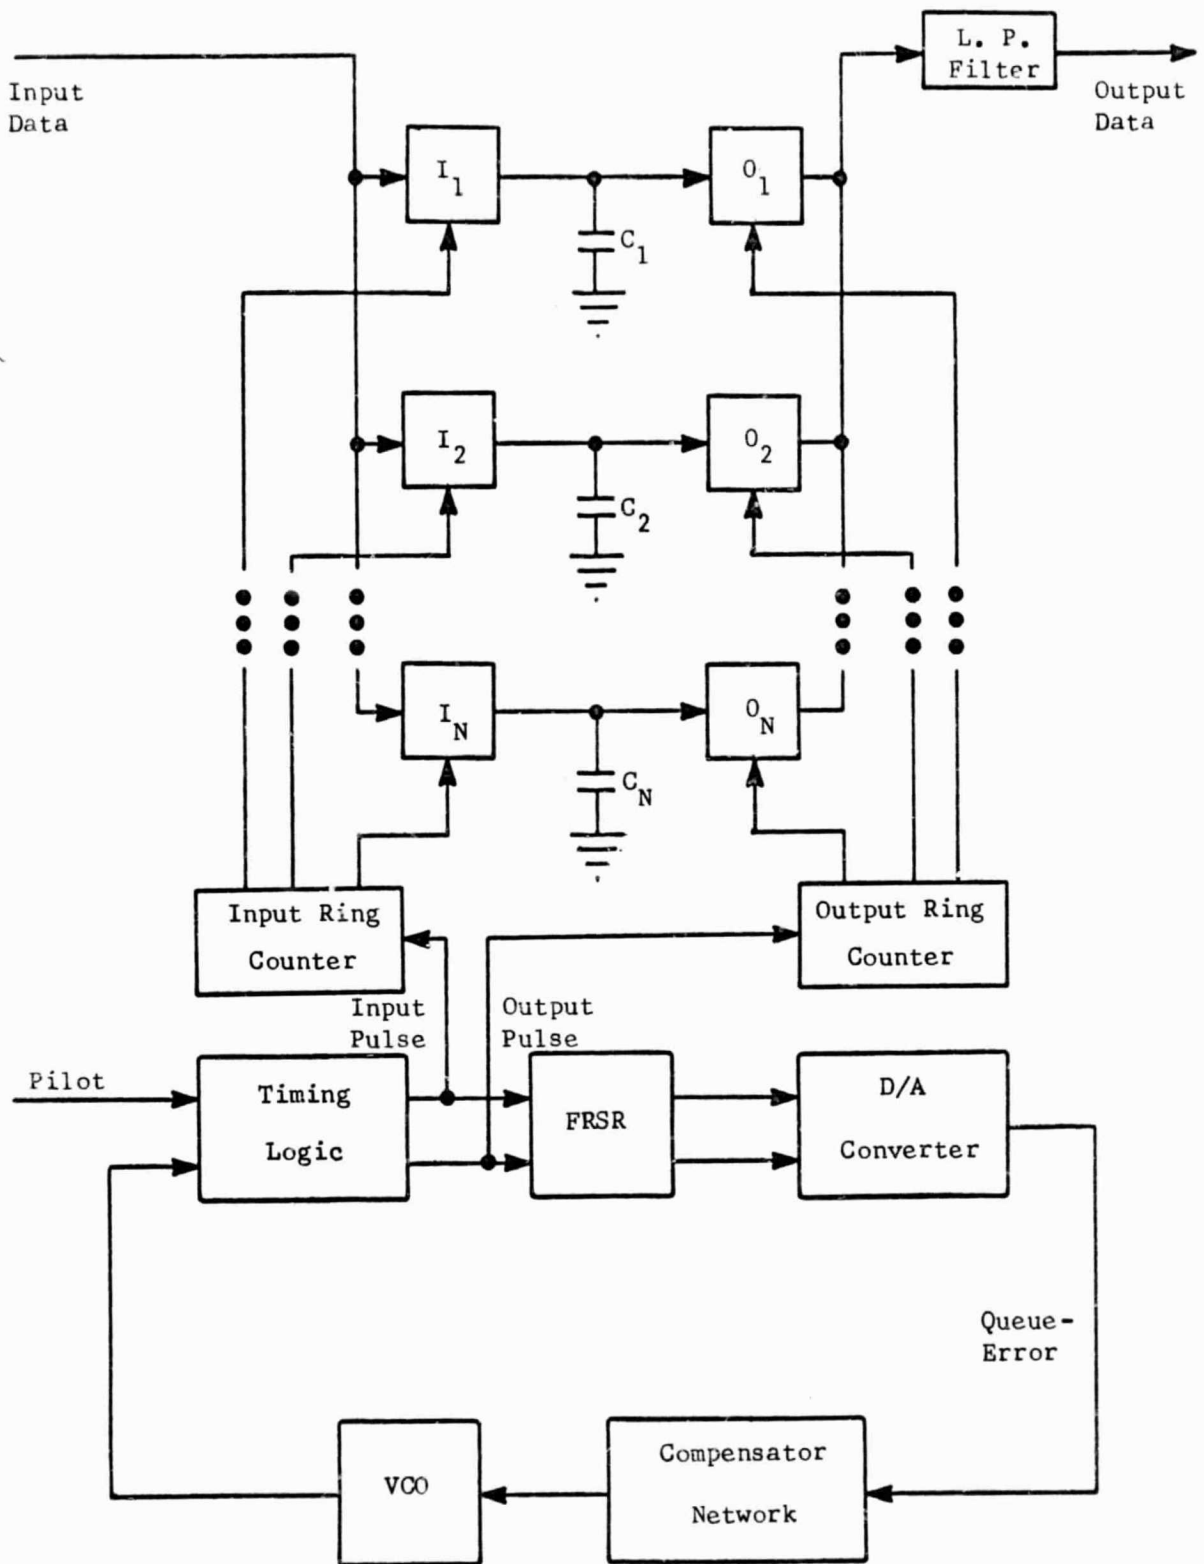 L. P.
Filter
Input
Data
Output
Data
I1
O1
C1
I2
O2
C2
IN
ON
CN
Input Ring
Counter
Output Ring
Counter
Input
Pulse
Output
Pulse
Pilot
Timing
Logic
FRSR
D/A
Converter
Queue-
Error
VCO
Compensator
Network